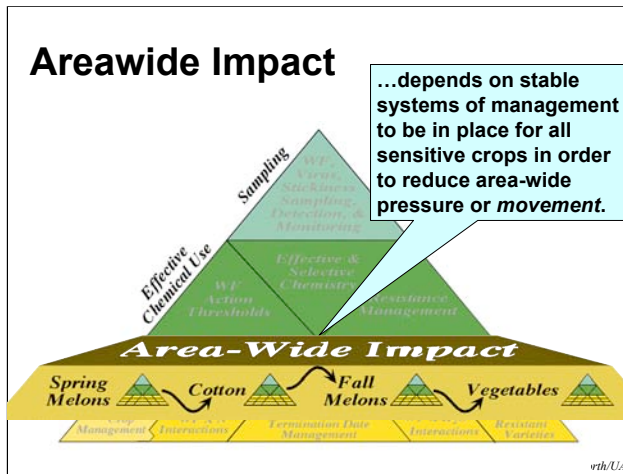 Areawide Impact
…depends on stable
systems of management
to be in place for all
sensitive crops in order
to reduce area-wide
pressure or movement.
Sampling
WF,
Virus,
Stickiness
Sampling,
Detection, &
Monitoring
Effective
Chemical Use
WF
Action
Thresholds
Effective &
Selective
Chemistry
Resistance
Management
Area-Wide Impact
Spring
Melons
Cotton
Fall
Melons
Vegetables
Crop
Management
Interactions
Termination Date
Management
Interactions
Resistant
Varieties